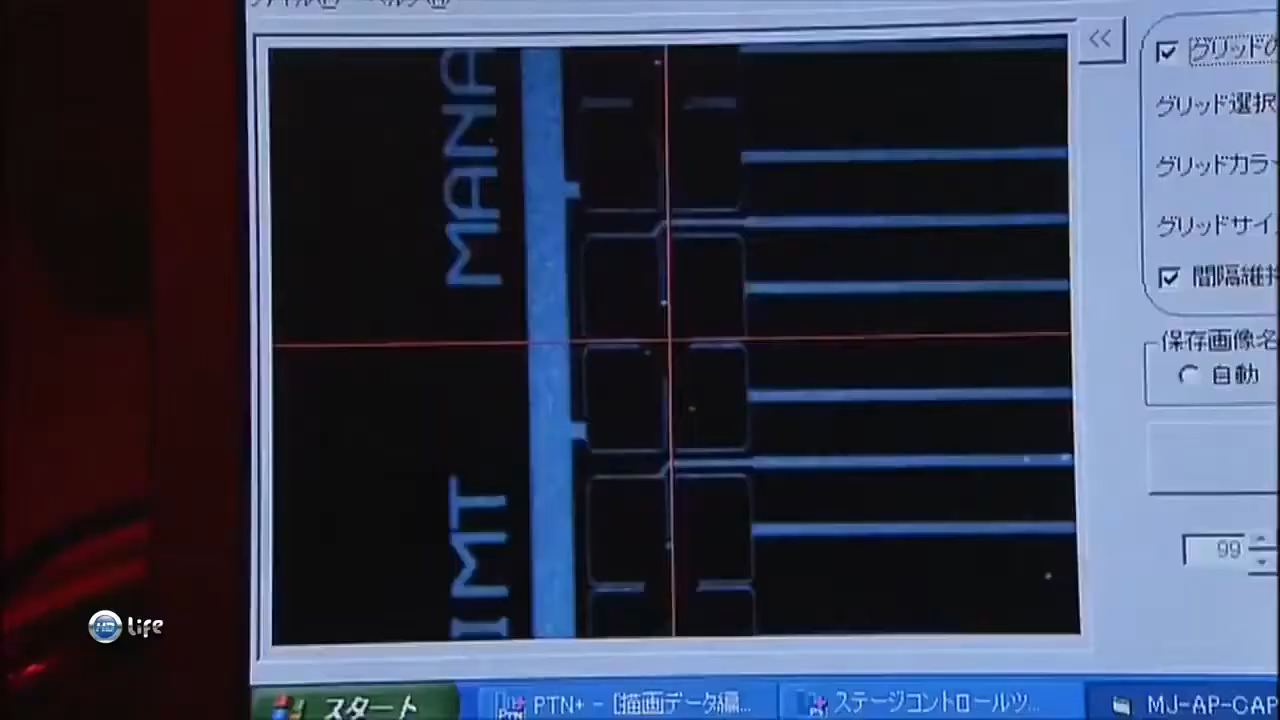 <<
グリッドの
グリッド選択
グリッドカラー
グリッドサイ
間隔維持
保存画像名
自動
99
MANA
IMT
HD Life
スタート
PTN+ - [描画データ編...
ステージコントロールツ...
MJ-AP-CAP